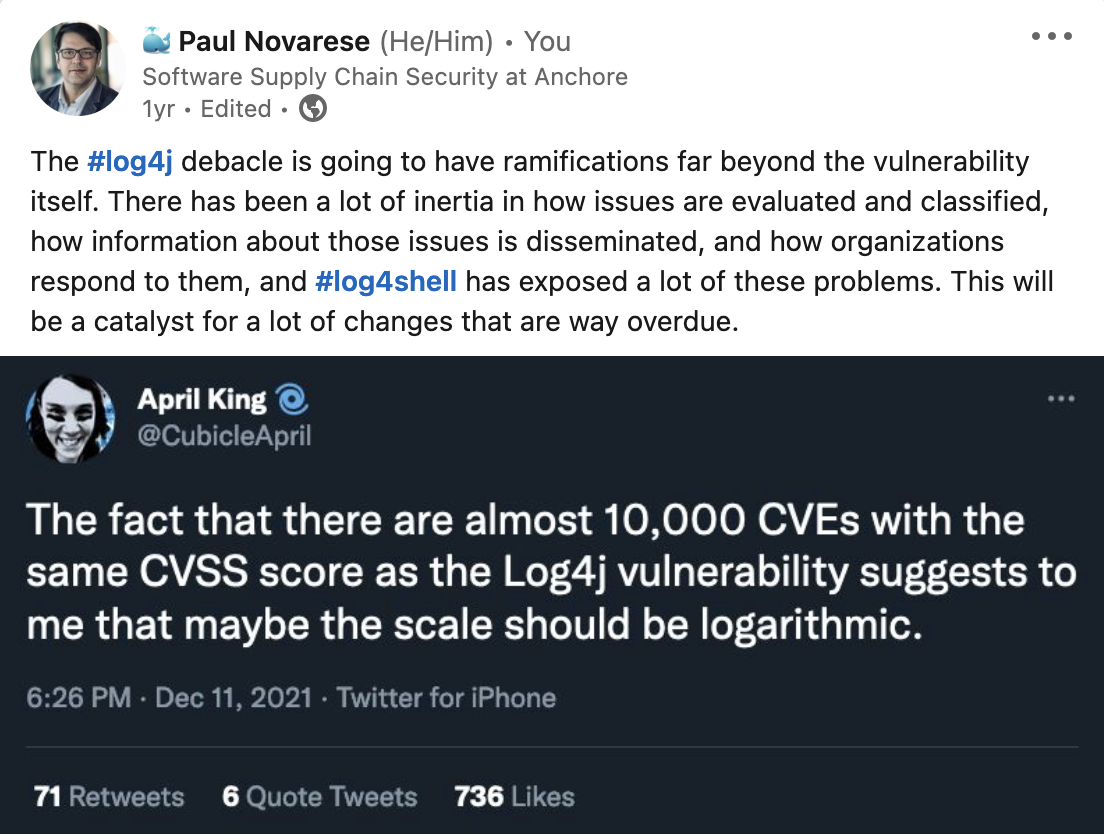 Paul Novarese (He/Him) • You
Software Supply Chain Security at Anchore
1yr • Edited •
The #log4j debacle is going to have ramifications far beyond the vulnerability
itself. There has been a lot of inertia in how issues are evaluated and classified,
how information about those issues is disseminated, and how organizations
respond to them, and #log4shell has exposed a lot of these problems. This will
be a catalyst for a lot of changes that are way overdue.
April King
@CubicleApril
The fact that there are almost 10,000 CVEs with the
same CVSS score as the Log4j vulnerability suggests to
me that maybe the scale should be logarithmic.
6:26 PM · Dec 11, 2021 · Twitter for iPhone
71 Retweets 6 Quote Tweets 736 Likes